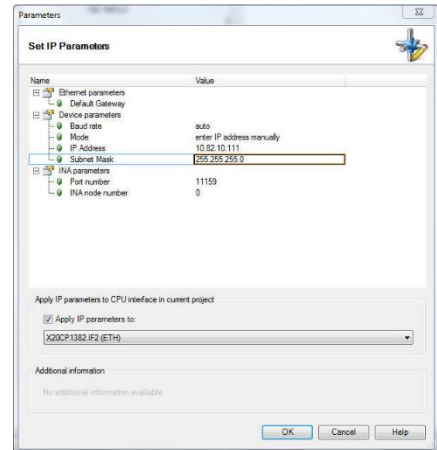 Parameters
Set IP Parameters
Name Value
Ethernet parameters
Default Gateway
Device parameters
Baud rate auto
Mode enter IP address manually
IP Address 10.82.10.111
Subnet Mask 255.255.255.0
INA parameters
Port number 11159
INA node number 0
Apply IP parameters to CPU interface in current project
Apply IP parameters to:
X20CP1382.IF2 (ETH)
Additional information
No additional information available
OK Cancel Help